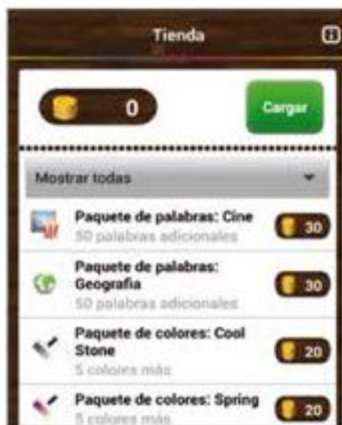 Tienda
0
Cargar
Mostrar todas
Paquete de palabras: Cine
50 palabras adicionales
30
Paquete de palabras:
Geografia
50 palabras adicionales
30
Paquete de colores: Cool
Stone
5 colores más
20
Paquete de colores: Spring
5 colores más
20